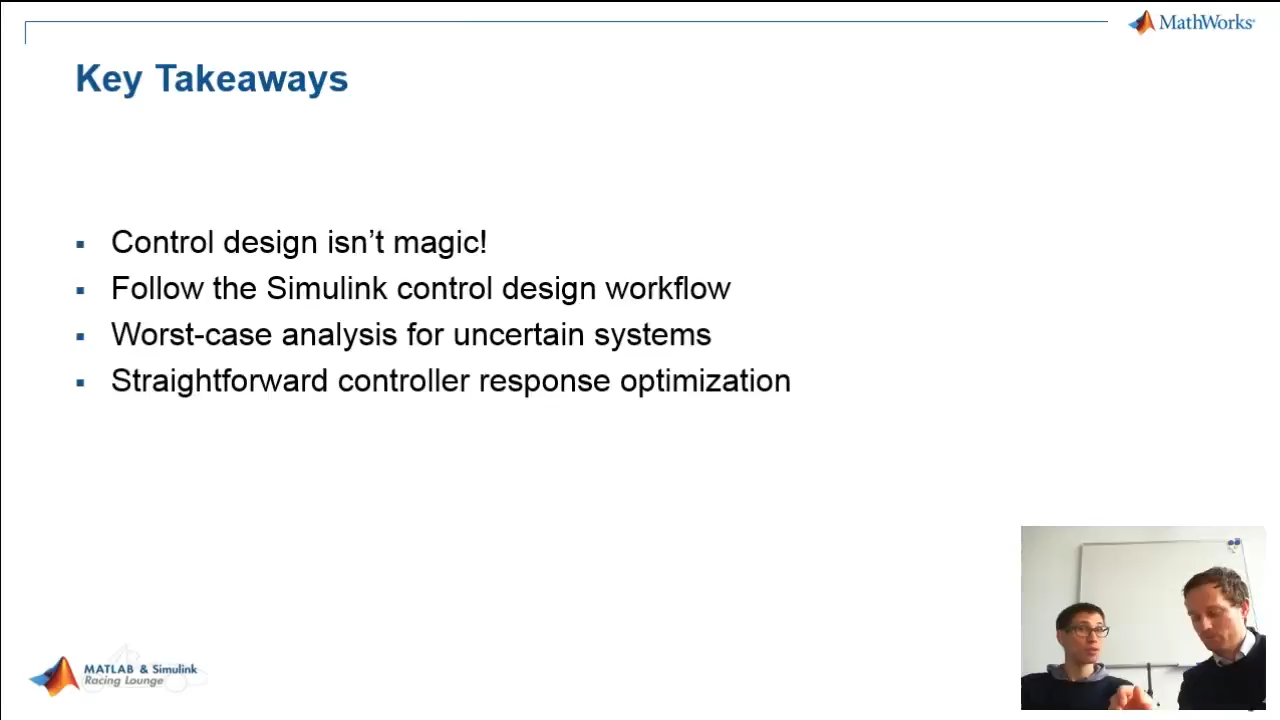 MathWorks
Key Takeaways
Control design isn't magic!
Follow the Simulink control design workflow
Worst-case analysis for uncertain systems
Straightforward controller response optimization
MATLAB & Simulink
Racing Lounge